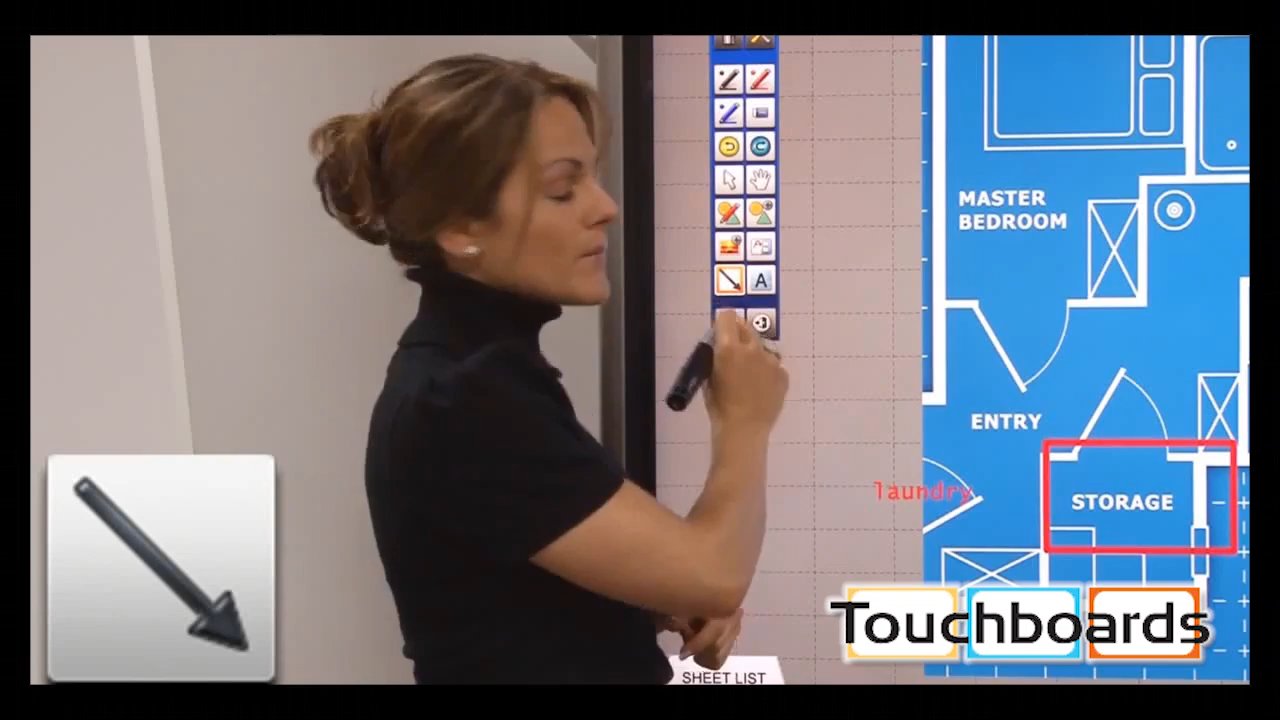 A
MASTER
BEDROOM
ENTRY
laundry
STORAGE
Touchboards
SHEET LIST